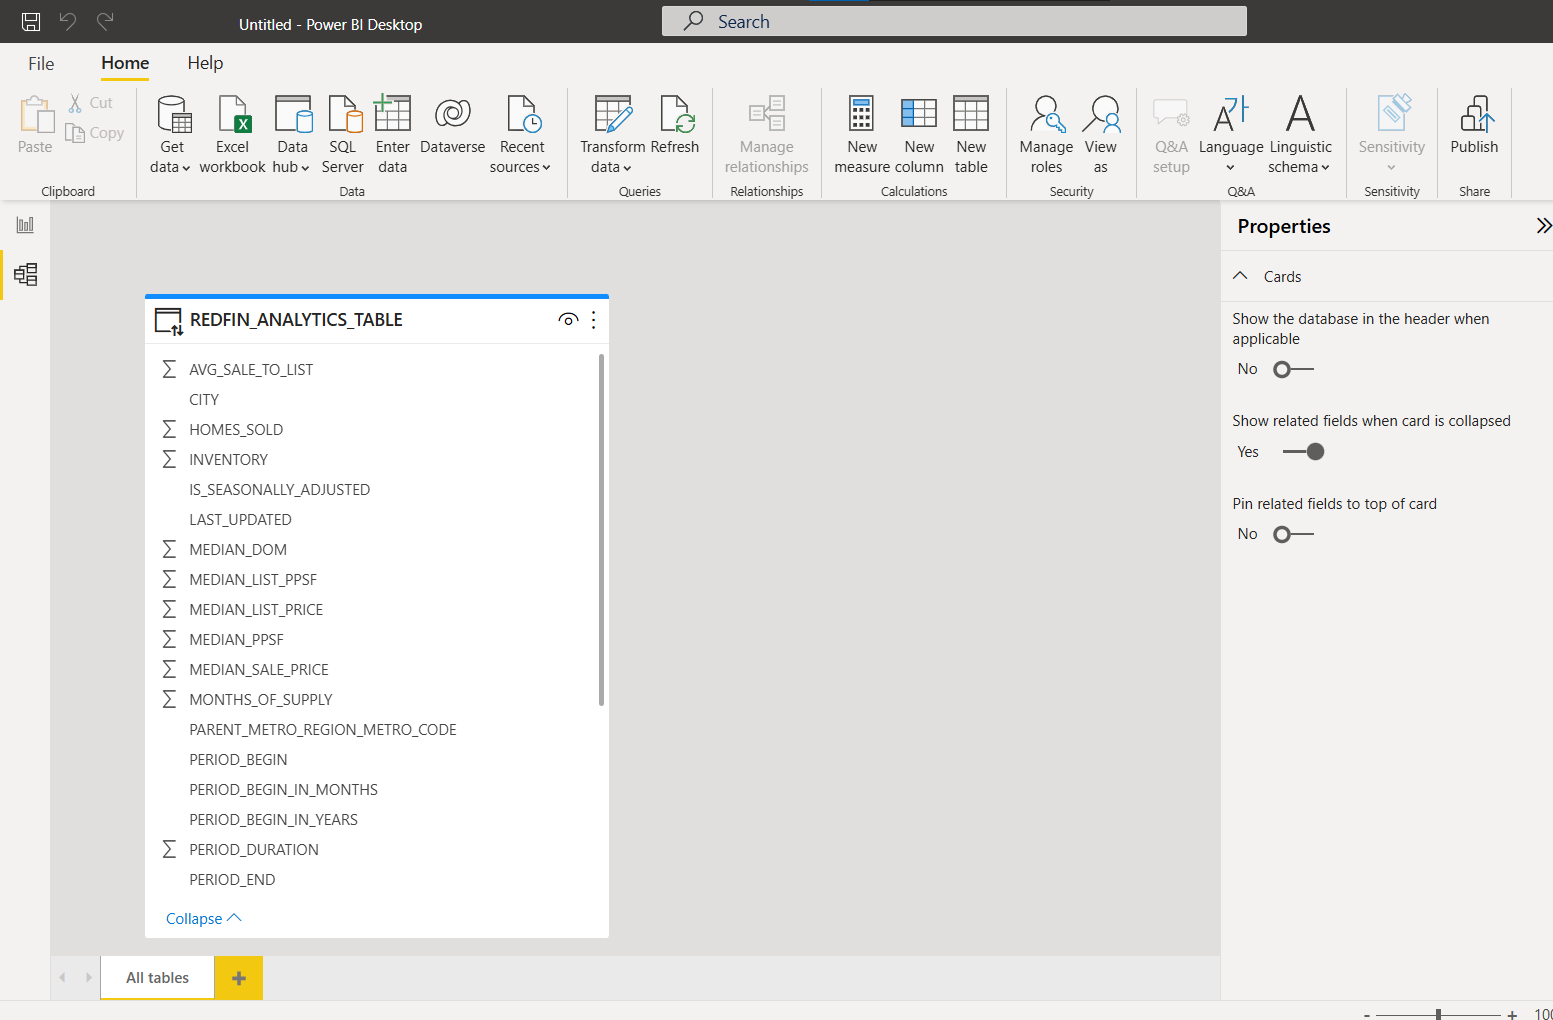 Untitled - Power BI Desktop
Search
File Home Help
Paste
Cut
Copy
Clipboard
Get data
Excel workbook
Data hub
SQL Server
Enter data
Dataverse
Recent sources
Data
Transform data
Refresh
Queries
Manage relationships
Relationships
New measure
New column
New table
Calculations
Manage roles
View as
Security
Q&A setup
Language
Linguistic schema
Q&A
Sensitivity
Sensitivity
Publish
Share
REDFIN_ANALYTICS_TABLE
AVG_SALE_TO_LIST
CITY
HOMES_SOLD
INVENTORY
IS_SEASONALLY_ADJUSTED
LAST_UPDATED
MEDIAN_DOM
MEDIAN_LIST_PPSF
MEDIAN_LIST_PRICE
MEDIAN_PPSF
MEDIAN_SALE_PRICE
MONTHS_OF_SUPPLY
PARENT_METRO_REGION_METRO_CODE
PERIOD_BEGIN
PERIOD_BEGIN_IN_MONTHS
PERIOD_BEGIN_IN_YEARS
PERIOD_DURATION
PERIOD_END
Collapse
Properties
Cards
Show the database in the header when
applicable
No
Show related fields when card is collapsed
Yes
Pin related fields to top of card
No
All tables